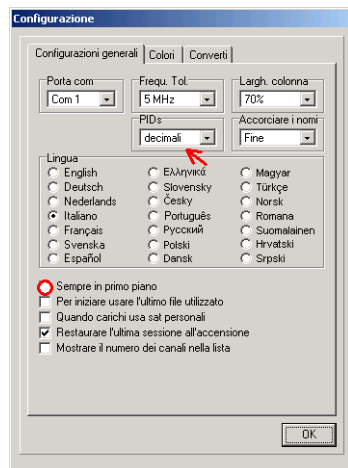 Configurazione
Configurazioni generali Colori Converti
Porta com Frequ. Tol. Largh. colonna
Com 1 5 MHz 70%
PIDs Accorciare i nomi
decimali Fine
Lingua
English Ελληνικά Magyar
Deutsch Slovensky Türkçe
Nederlands Česky Norsk
Italiano Português Romana
Français Русский Suomalainen
Svenska Polski Hrvatski
Español Dansk Srpski
Sempre in primo piano
Per iniziare usare l'ultimo file utilizzato
Quando carichi usa sat personali
Restaurare l'ultima sessione all'accensione
Mostrare il numero dei canali nella lista
OK